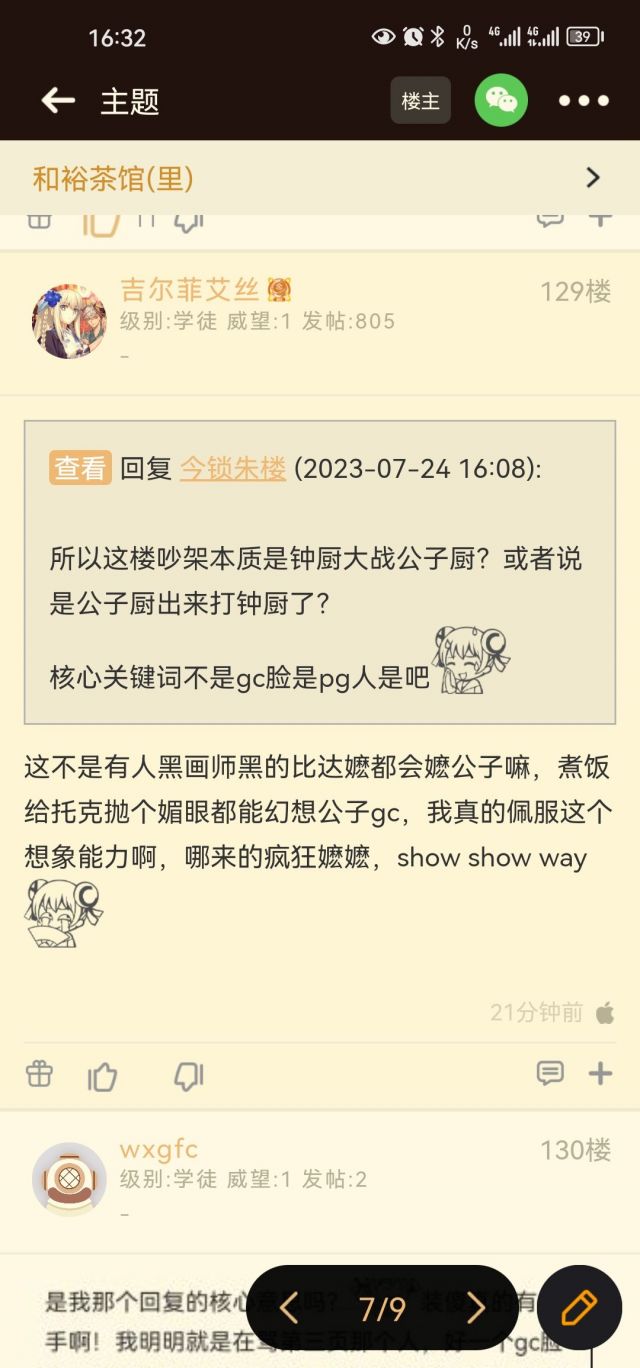 16:32
0
K/s
4G
4G
39
主题
楼主
和裕茶馆(里)
11
吉尔菲艾丝
129楼
级别:学徒 威望:1 发帖:805
-
查看 回复 今锁朱楼 (2023-07-24 16:08):
所以这楼吵架本质是钟厨大战公子厨？或者说
是公子厨出来打钟厨了？
核心关键词不是gc脸是pg人是吧
这不是有人黑画师黑的比达嬷都会嬷公子嘛，煮饭
给托克抛个媚眼都能幻想公子gc，我真的佩服这个
想象能力啊，哪来的疯狂嬷嬷，show show way
21分钟前
wxgfc
130楼
级别:学徒 威望:1 发帖:2
-
是我那个回复的核心 吗？ 装傻真的有
7/9
手啊！我明明就是在骂第三页那个人，好一个gc脸